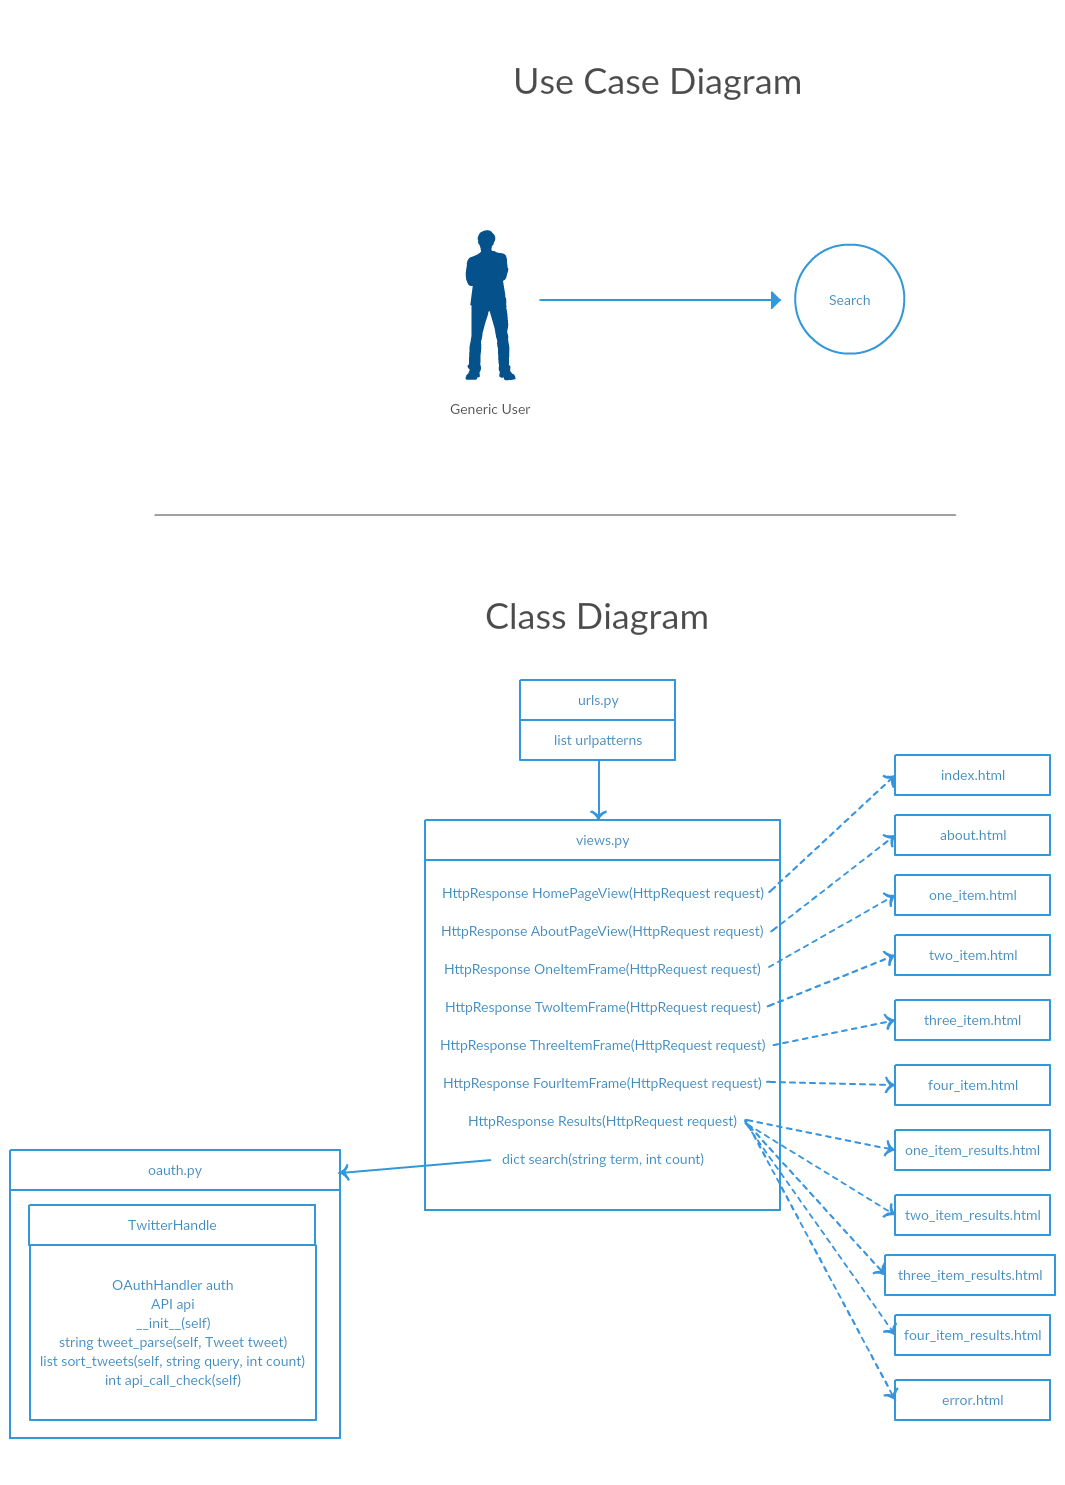 Use Case Diagram
Search
Generic User
Class Diagram
urls.py
list urlpatterns
views.py
HttpResponse HomePageView(HttpRequest request)
HttpResponse AboutPageView(HttpRequest request)
HttpResponse OneItemFrame(HttpRequest request)
HttpResponse TwoItemFrame(HttpRequest request)
HttpResponse ThreeItemFrame(HttpRequest request)
HttpResponse FourItemFrame(HttpRequest request)
HttpResponse Results(HttpRequest request)
dict search(string term, int count)
index.html
about.html
one_item.html
two_item.html
three_item.html
four_item.html
one_item_results.html
two_item_results.html
three_item_results.html
four_item_results.html
error.html
oauth.py
TwitterHandle
OAuthHandler auth
API api
__init__(self)
string tweet_parse(self, Tweet tweet)
list sort_tweets(self, string query, int count)
int api_call_check(self)